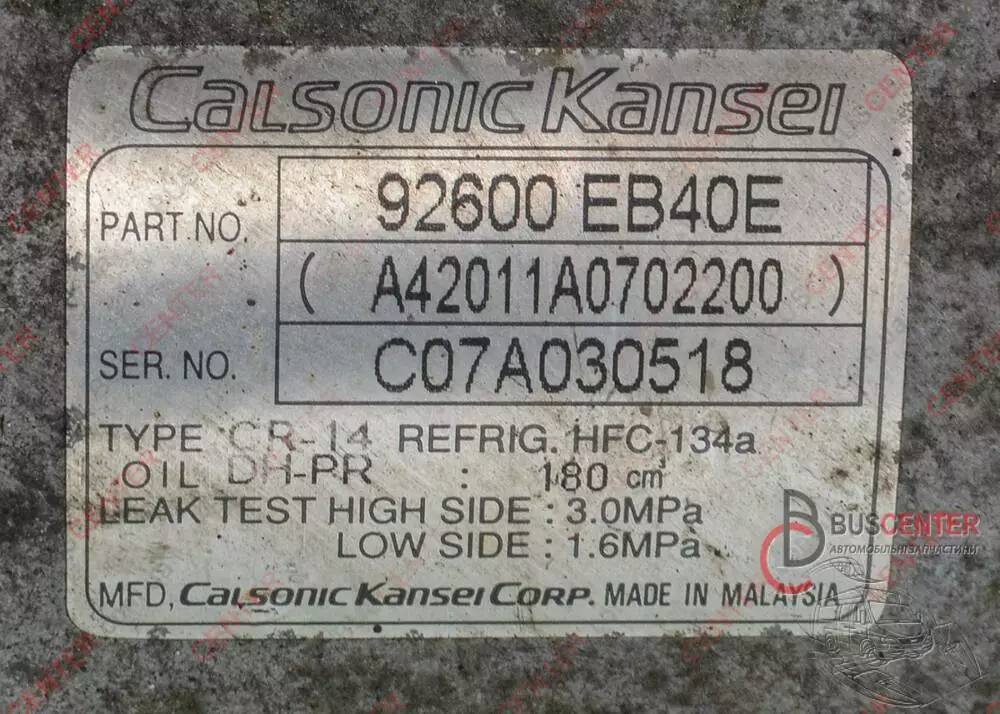 Calsonic Kansei
PART NO. 92600 EB40E
( A42011A0702200 )
SER. NO. C07A030518
TYPE CR-14 REFRIG. HFC-134a
OIL DH-PR : 180 cm³
LEAK TEST HIGH SIDE : 3.0MPa
LOW SIDE : 1.6MPa
MFD, Calsonic Kansei Corp. MADE IN MALAYSIA
BUSCENTER
АВТОМОБІЛЬНІ ЗАПЧАСТИНИ